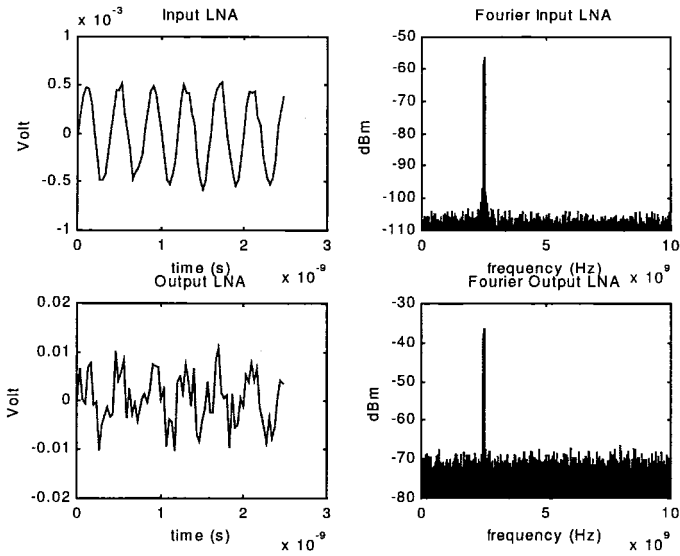 Input LNA
x 10^-3
1
0.5
0
-0.5
-1
Volt
0 1 2 3
time (s)
x 10^-9
Fourier Input LNA
-50
-60
-70
-80
-90
-100
-110
dBm
0 5 10
frequency (Hz)
x 10^9
Output LNA
0.02
0.01
0
-0.01
-0.02
Volt
0 1 2 3
time (s)
x 10^-9
Fourier Output LNA
-30
-40
-50
-60
-70
-80
dBm
0 5 10
frequency (Hz)
x 10^9